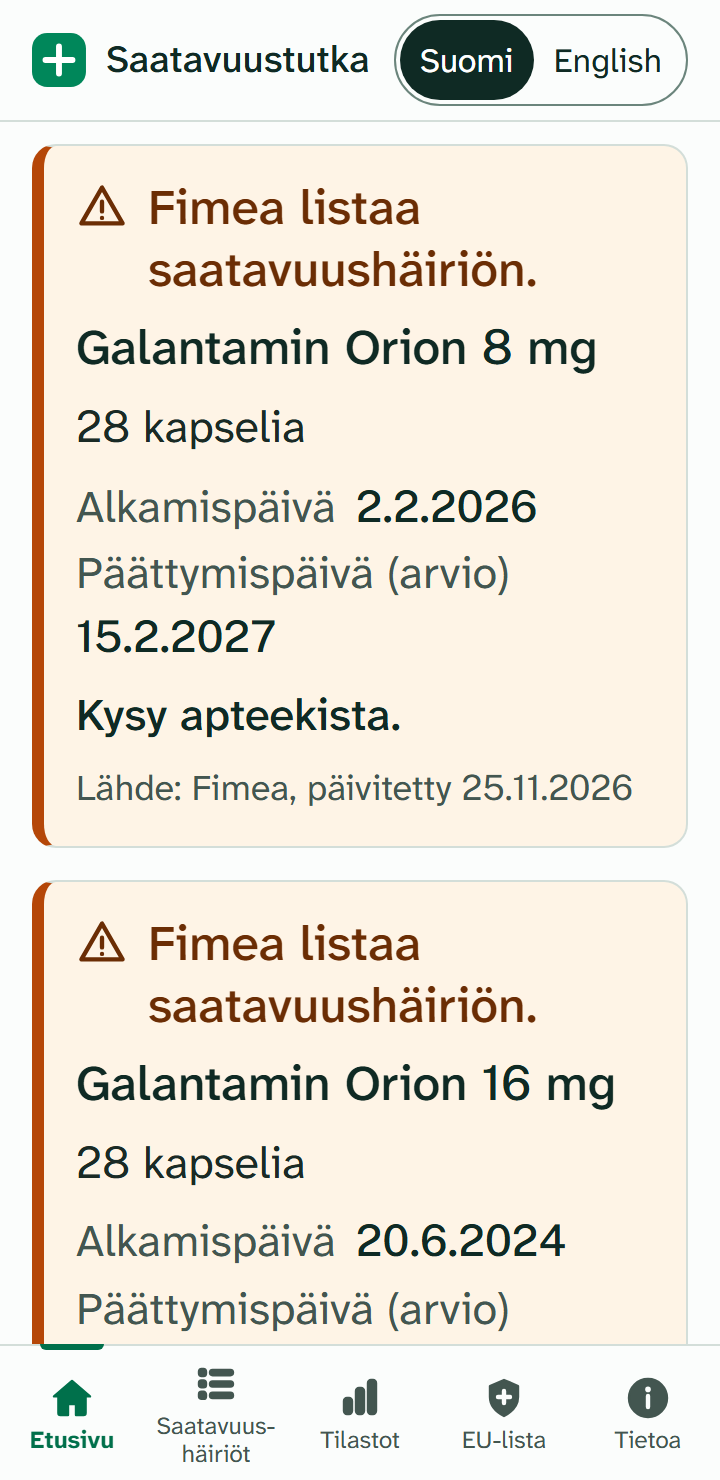 Saatavuustutka
Suomi
English
Fimea listaa
saatavuushäiriön.
Galantamin Orion 8 mg
28 kapselia
Alkamispäivä 2.2.2026
Päättymispäivä (arvio)
15.2.2027
Kysy apteekista.
Lähde: Fimea, päivitetty 25.11.2026
Fimea listaa
saatavuushäiriön.
Galantamin Orion 16 mg
28 kapselia
Alkamispäivä 20.6.2024
Päättymispäivä (arvio)
Etusivu
Saatavuus-
häiriöt
Tilastot
EU-lista
Tietoa